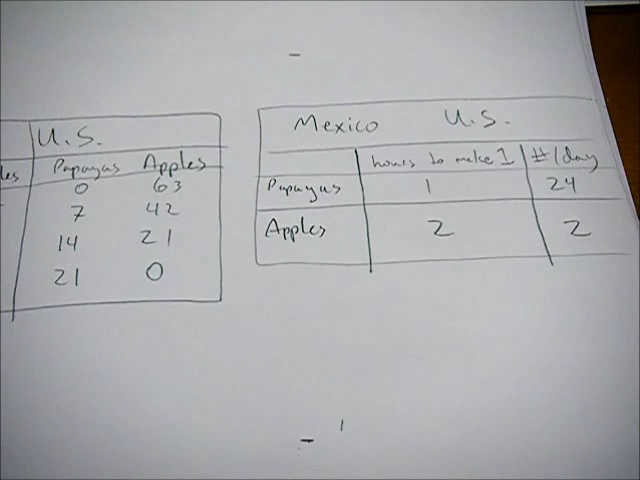 U.S.
les Papayas Apples
0 63
7 42
14 21
21 0
Mexico U.S.
hours to make 1 #/day
Papayas 1 24
Apples 2 2